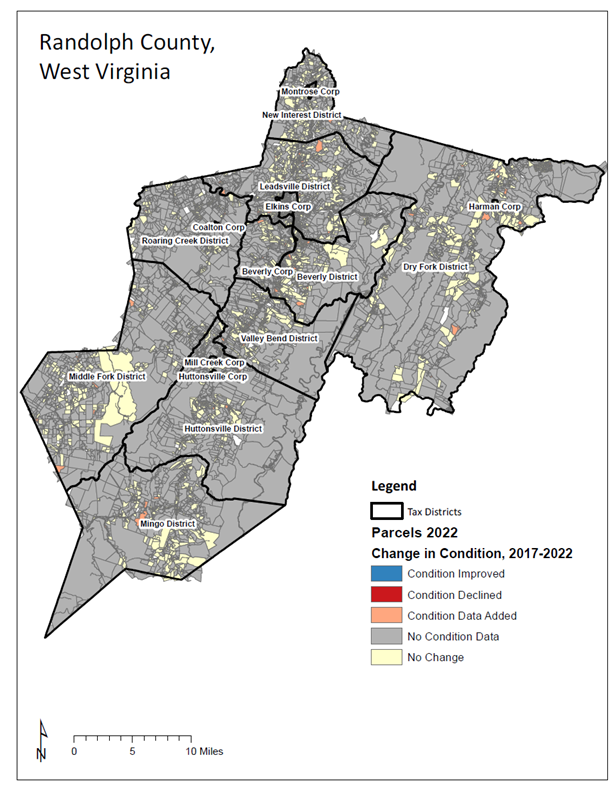 Randolph County,
West Virginia
Montrose Corp
New Interest District
Leadsville District
Elkins Corp
Harman Corp
Coalton Corp
Roaring Creek District
Beverly Corp
Beverly District
Dry Fork District
Valley Bend District
Mill Creek Corp
Middle Fork District
Huttonsville Corp
Huttonsville District
Mingo District
Legend
Tax Districts
Parcels 2022
Change in Condition, 2017-2022
Condition Improved
Condition Declined
Condition Data Added
No Condition Data
No Change
N
0 5 10 Miles